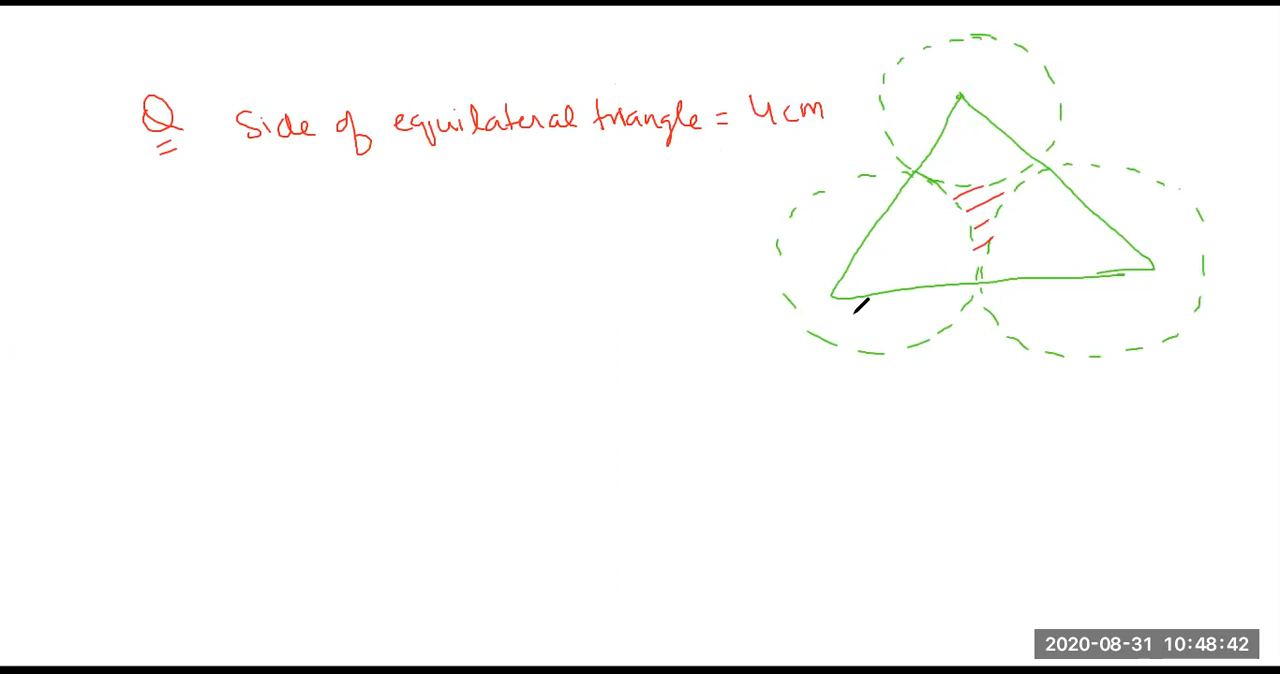 Q Side of equilateral triangle = 4cm
2020-08-31 10:48:42